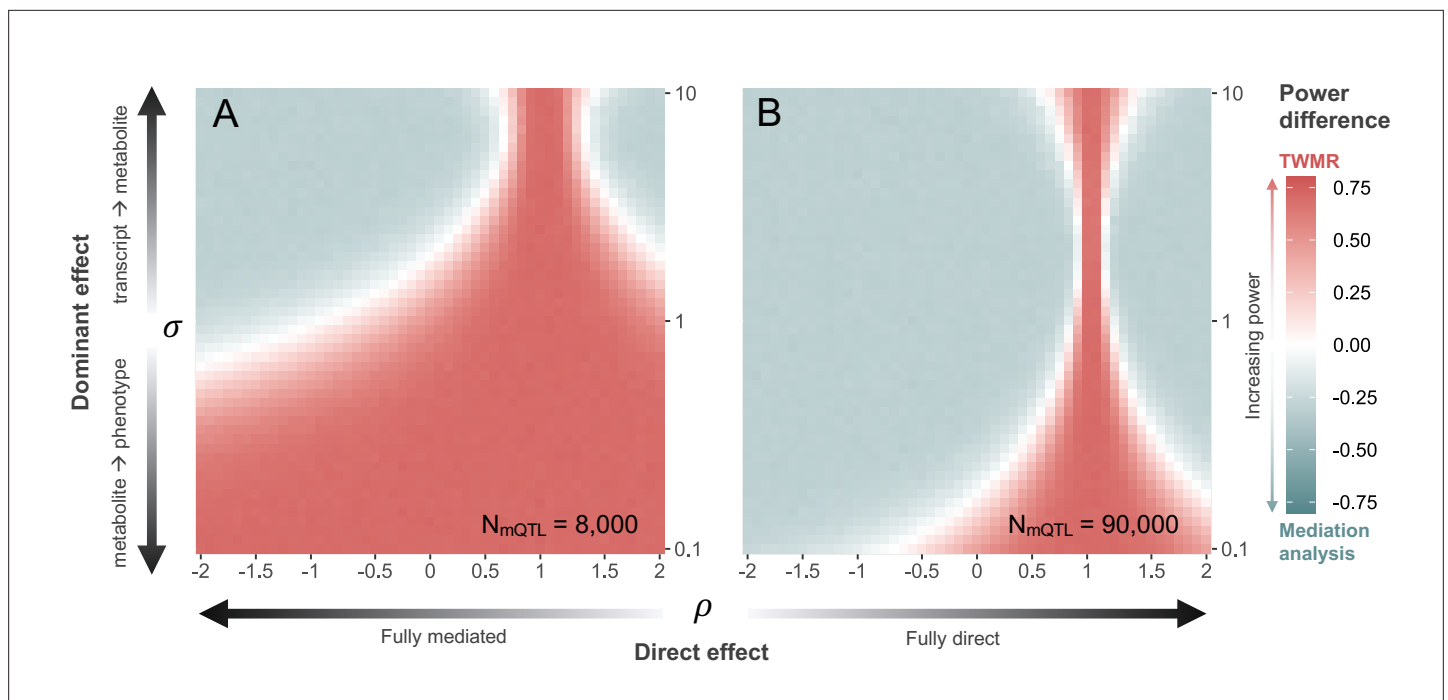 Dominant effect
metabolite → phenotype
transcript → metabolite
σ
A
N_mQTL = 8,000
10
1
0.1
-2 -1.5 -1 -0.5 0 0.5 1 1.5 2
B
N_mQTL = 90,000
10
1
0.1
-2 -1.5 -1 -0.5 0 0.5 1 1.5 2
ρ
Fully mediated
Fully direct
Direct effect
Power
difference
TWMR
Increasing power
0.75
0.50
0.25
0.00
-0.25
-0.50
-0.75
Mediation
analysis